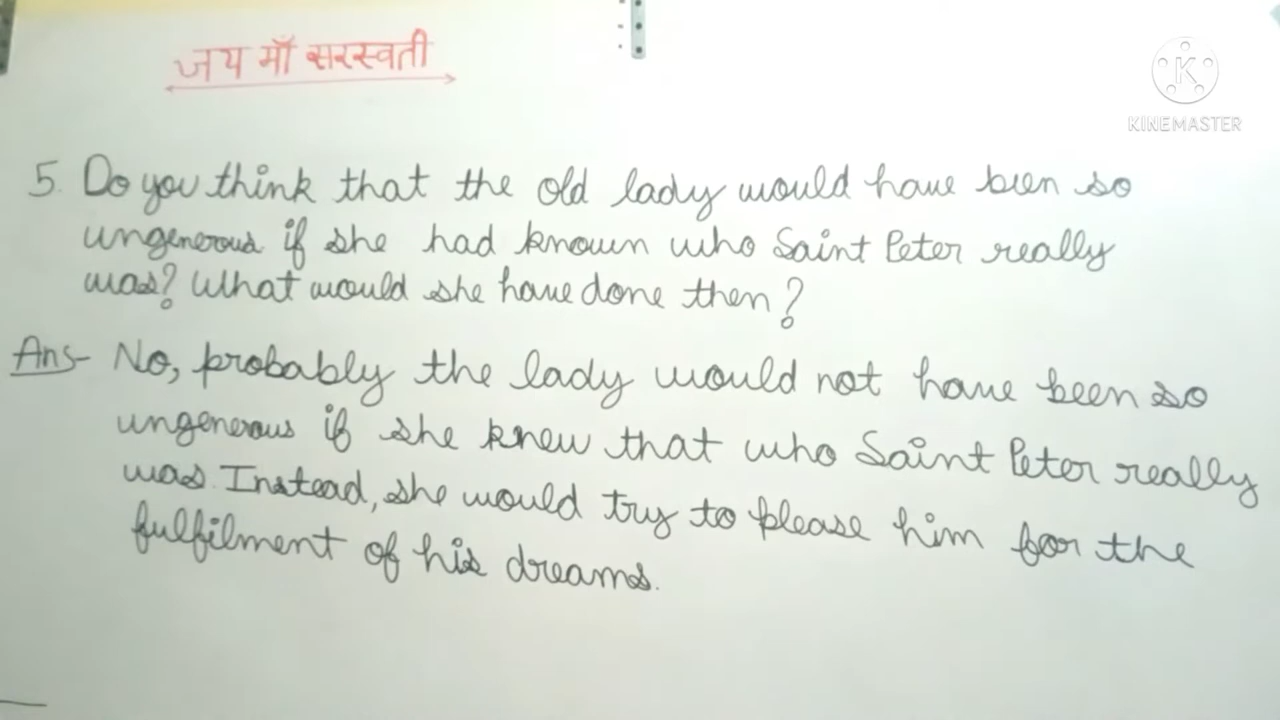 जय माँ सरस्वती
KINEMASTER
5. Do you think that the old lady would have been so
ungenerous if she had known who Saint Peter really
was? What would she have done then?
Ans- No, probably the lady would not have been so
ungenerous if she knew that who Saint Peter really
was. Instead, she would try to please him for the
fulfilment of his dreams.